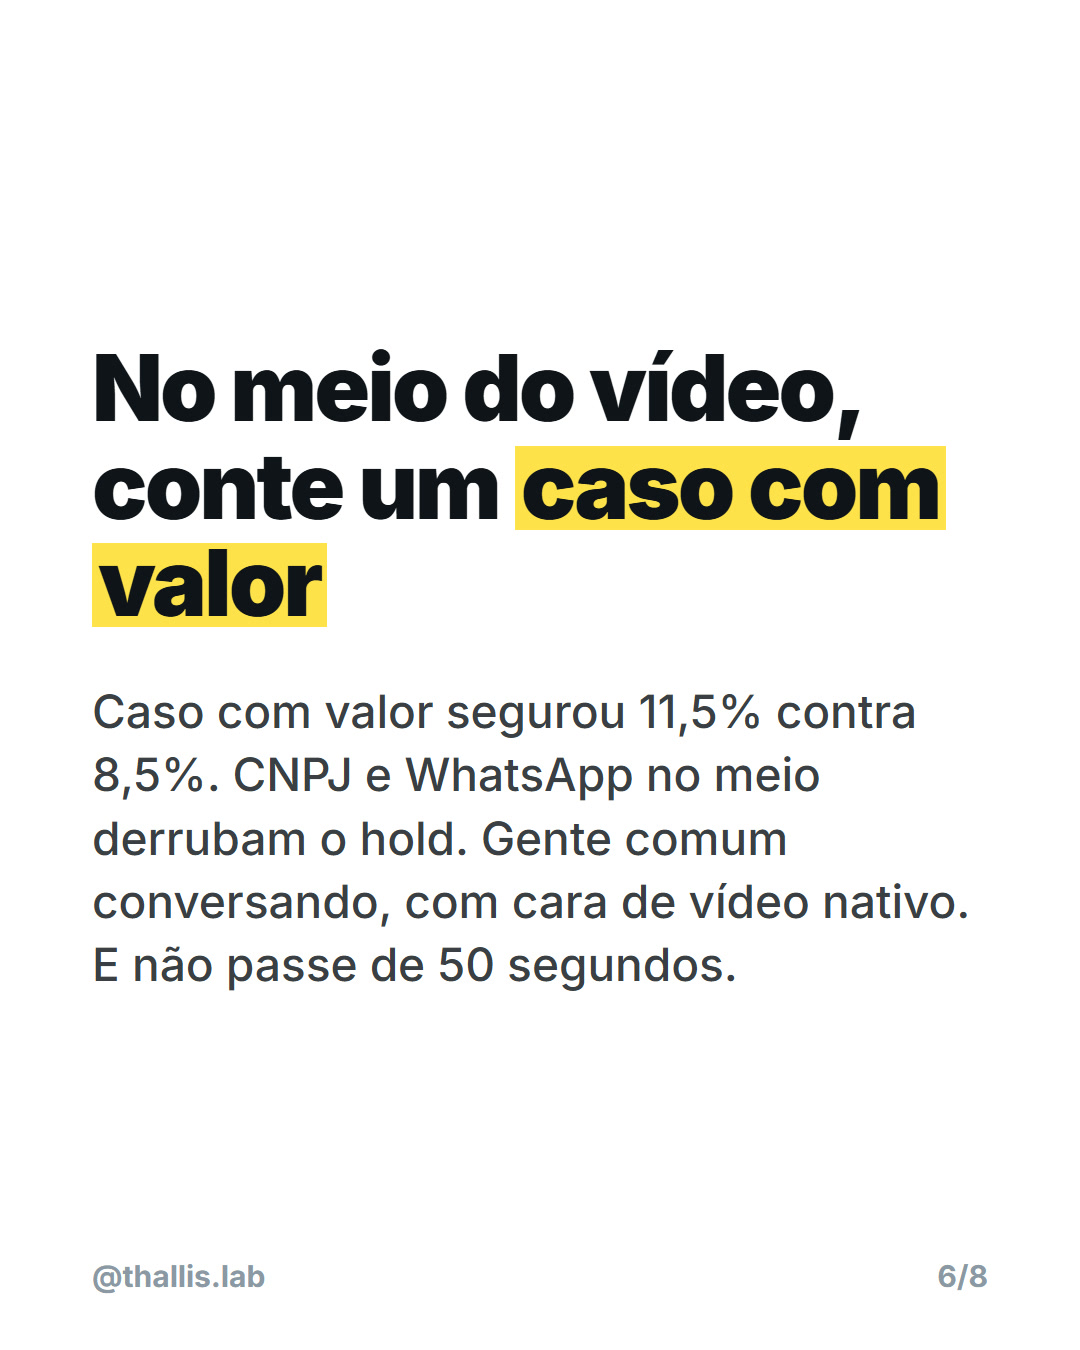 No meio do vídeo,
conte um caso com
valor
Caso com valor segurou 11,5% contra
8,5%. CNPJ e WhatsApp no meio
derrubam o hold. Gente comum
conversando, com cara de vídeo nativo.
E não passe de 50 segundos.
@thallis.lab
6/8